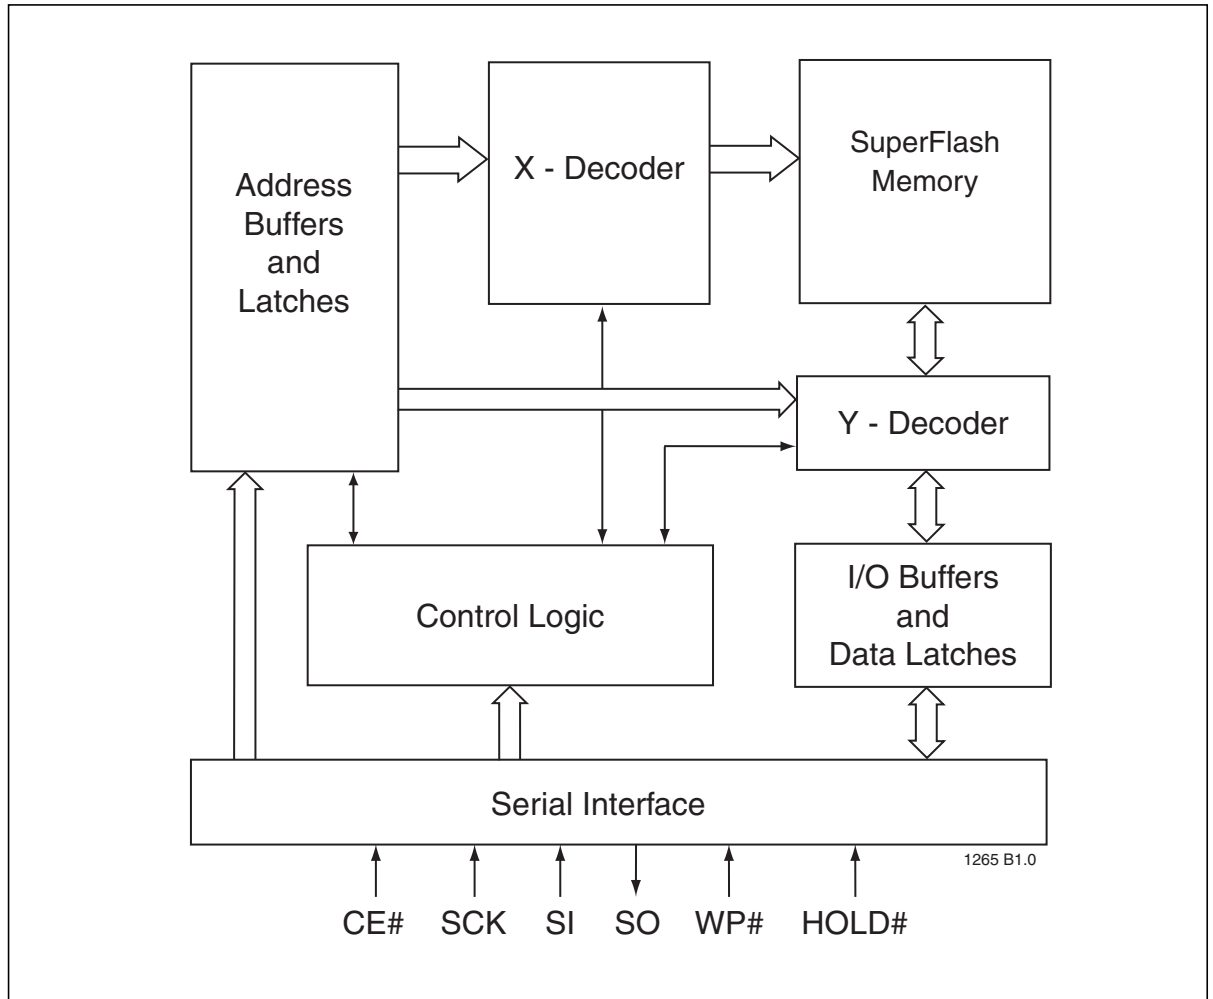 Address
Buffers
and
Latches
X - Decoder
SuperFlash
Memory
Y - Decoder
Control Logic
I/O Buffers
and
Data Latches
Serial Interface
1265 B1.0
CE# SCK SI SO WP# HOLD#